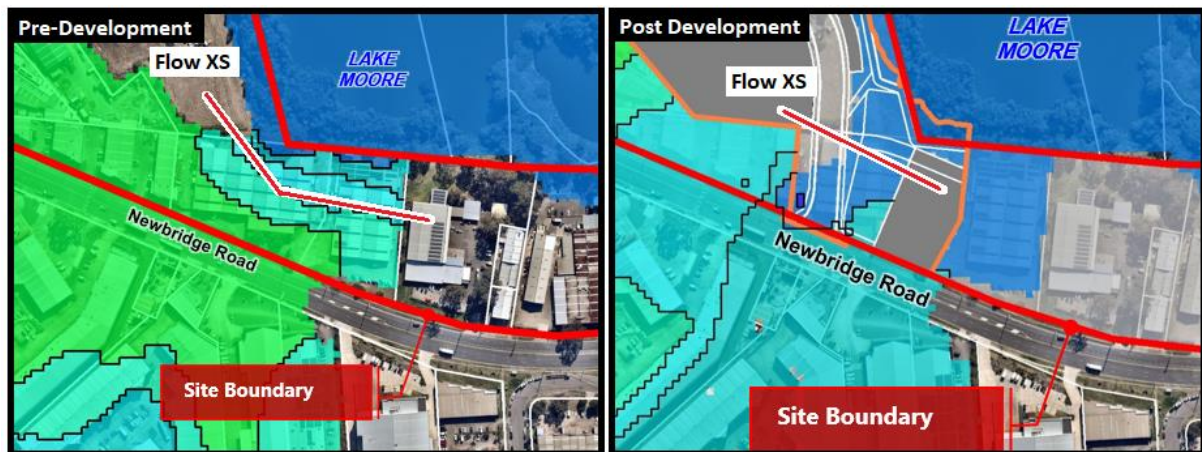 Pre-Development
Flow XS
LAKE
MOORE
Newbridge Road
Site Boundary
Post Development
LAKE
MOORE
Flow XS
Newbridge Road
Site Boundary